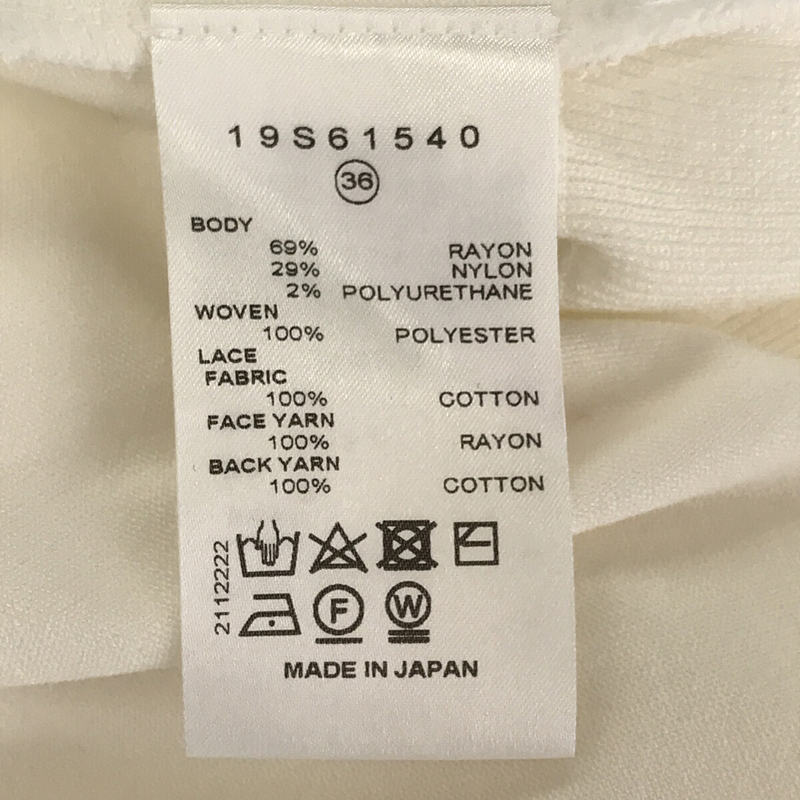 19S61540
36
BODY
69% RAYON
29% NYLON
2% POLYURETHANE
WOVEN
100% POLYESTER
LACE
FABRIC
100% COTTON
FACE YARN
100% RAYON
BACK YARN
100% COTTON
2112222
F W
MADE IN JAPAN